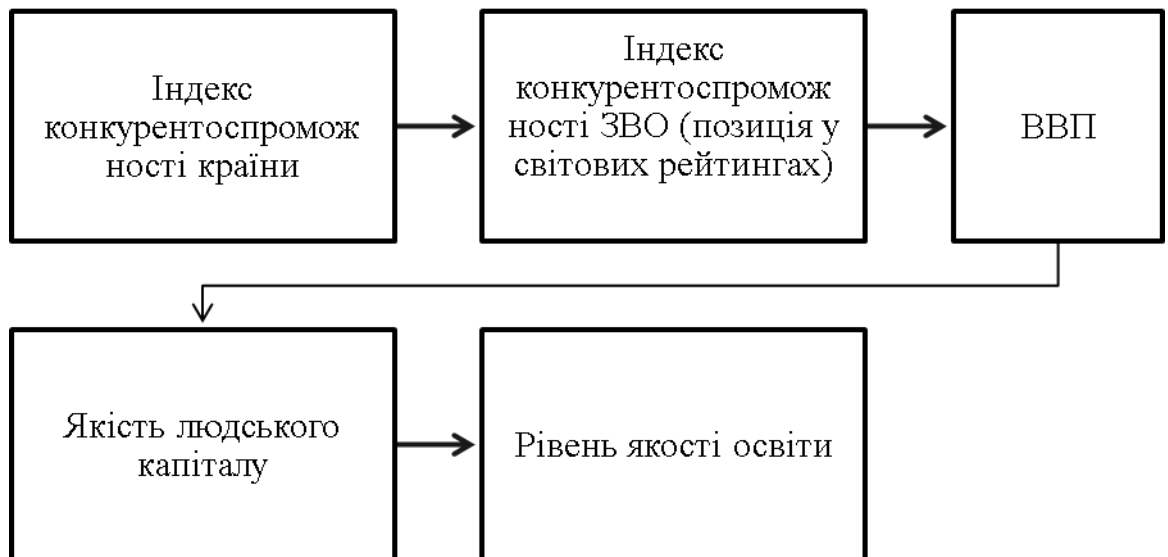 Індекс
конкурентоспромож
ності країни
Індекс
конкурентоспромож
ності ЗВО (позиція у
світових рейтингах)
ВВП
Якість людського
капіталу
Рівень якості освіти